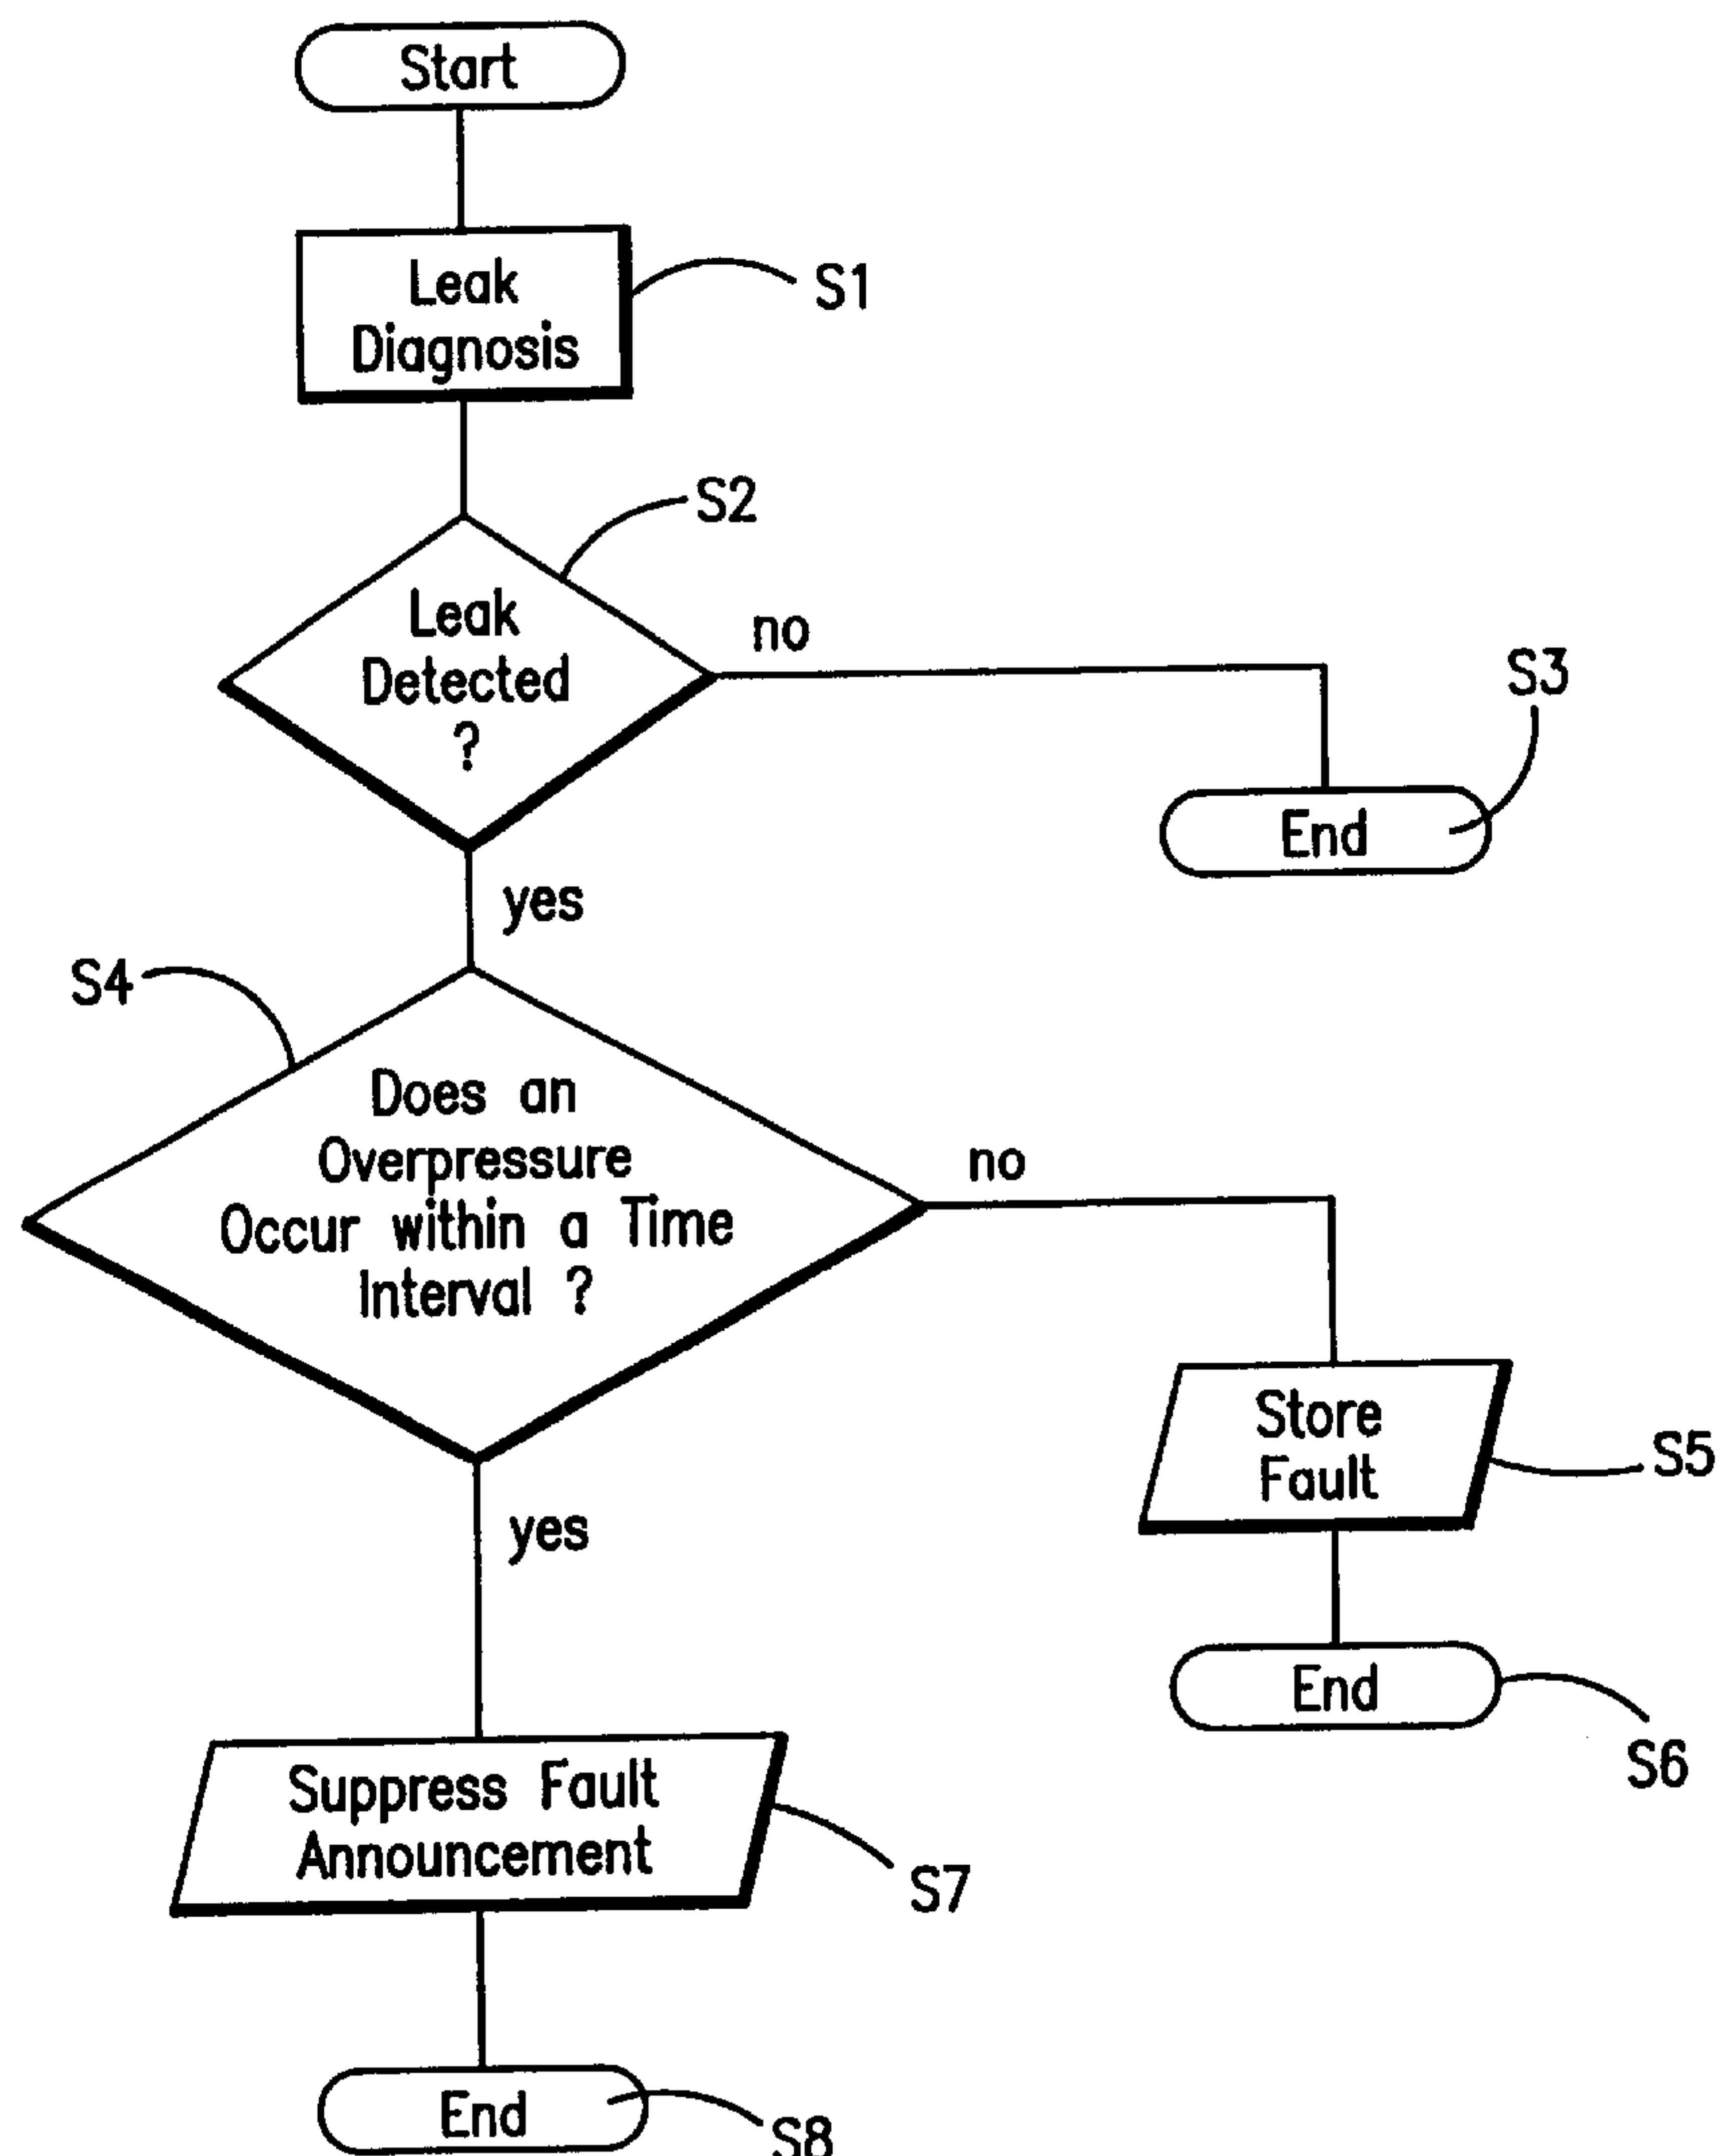 Start
Leak
Diagnosis
S1
S2
Leak
Detected
?
no
S3
End
yes
S4
Does an
Overpressure
Occur within a Time
Interval ?
no
Store
Fault
S5
yes
End
S6
Suppress Fault
Announcement
S7
End
S8